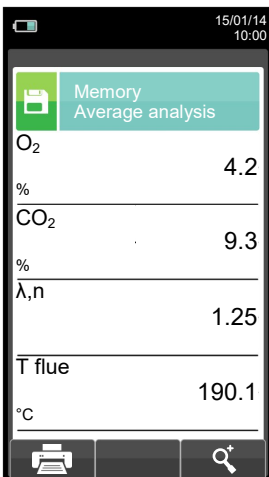 15/01/14
10:00
Memory
Average analysis
O₂
4.2
%
CO₂
9.3
%
λ,n
1.25
T flue
190.1
°C